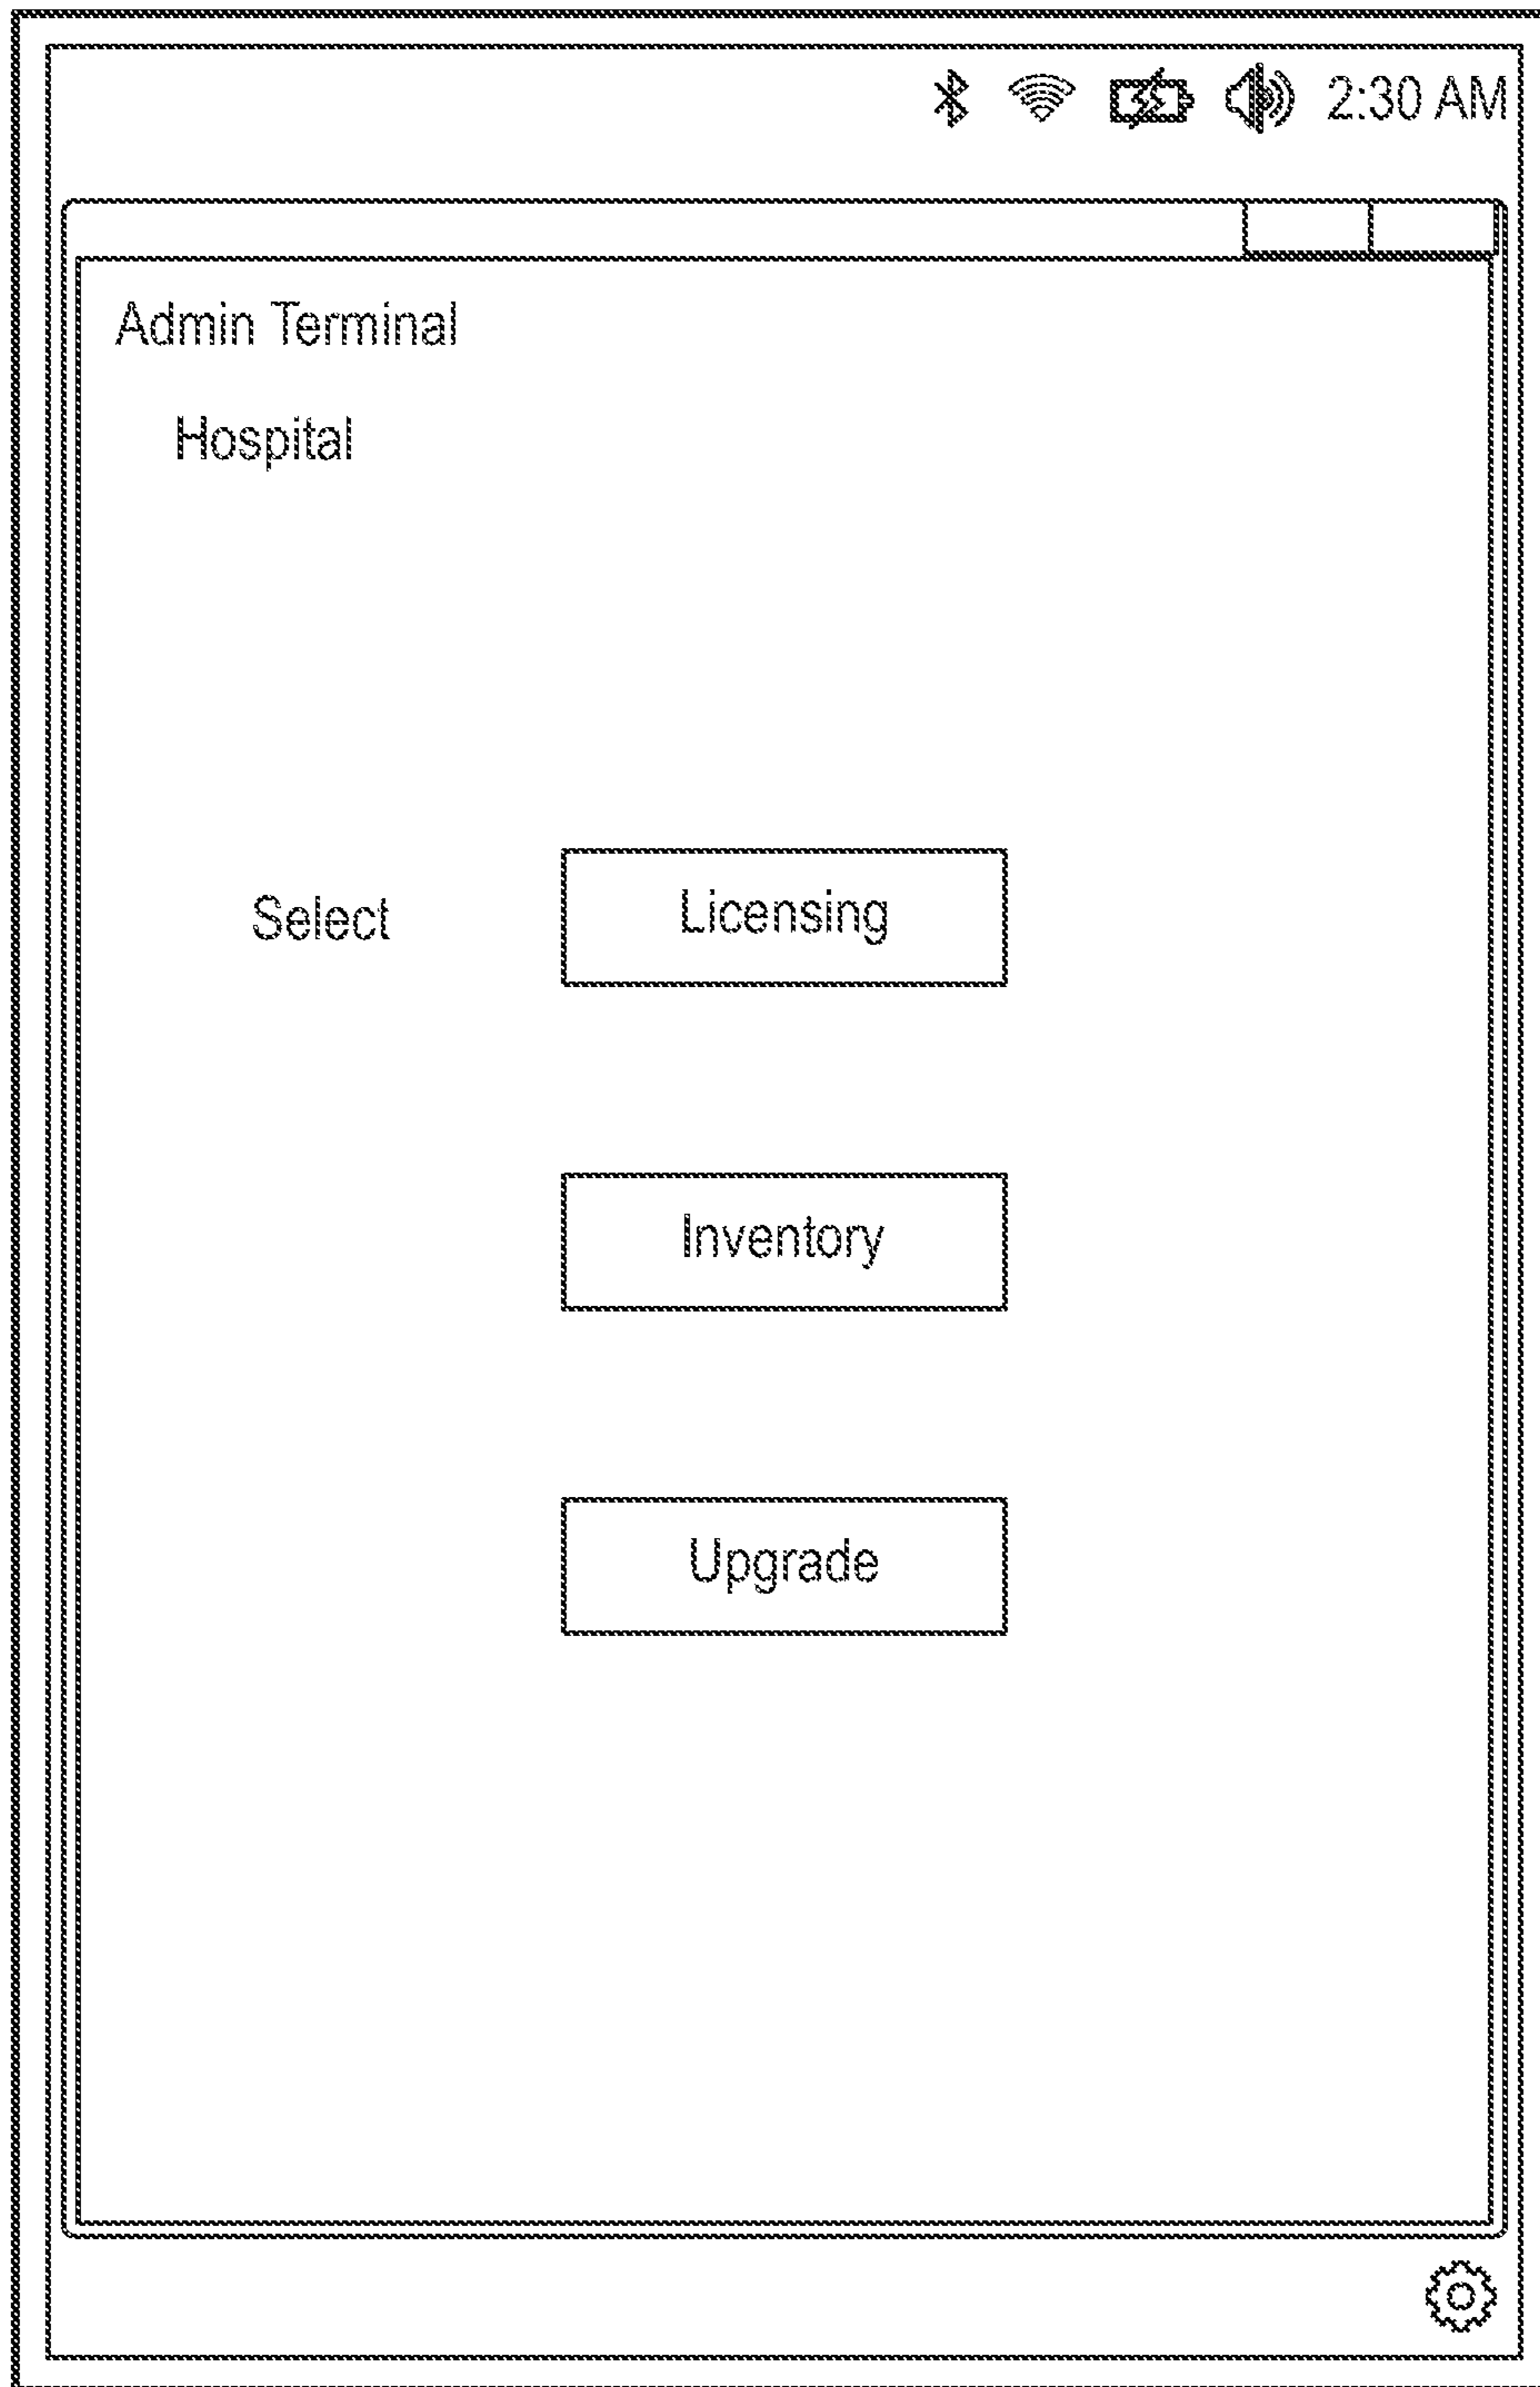 2:30 AM
Admin Terminal
Hospital
Select
Licensing
Inventory
Upgrade